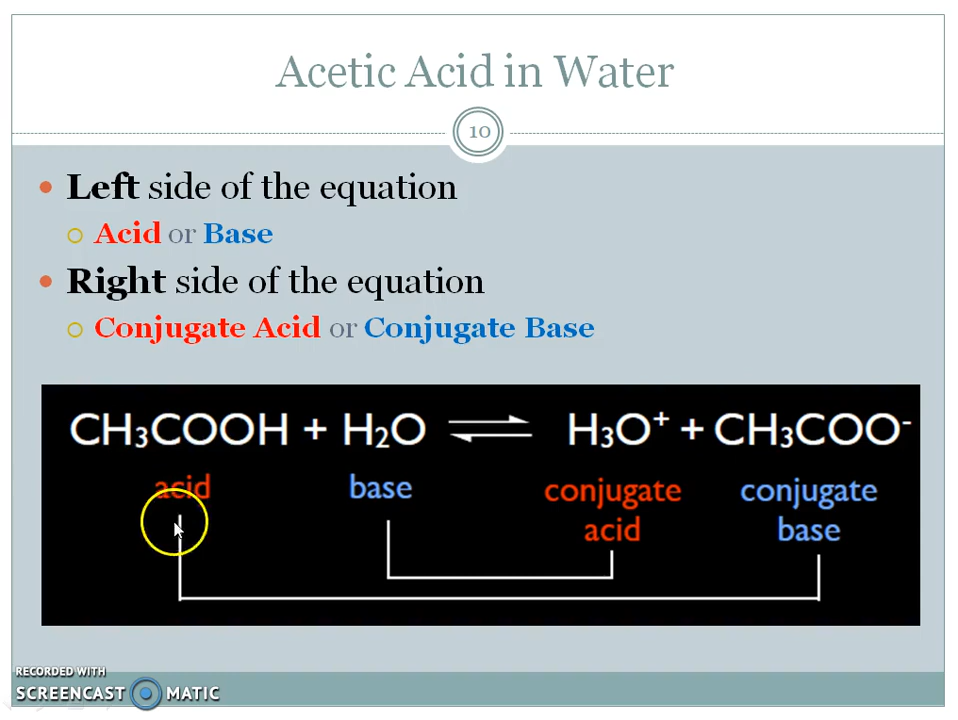 Acetic Acid in Water
10
Left side of the equation
Acid or Base
Right side of the equation
Conjugate Acid or Conjugate Base
CH₃COOH + H₂O ⇌ H₃O⁺ + CH₃COO⁻
acid base conjugate acid conjugate base
RECORDED WITH
SCREENCAST MATIC